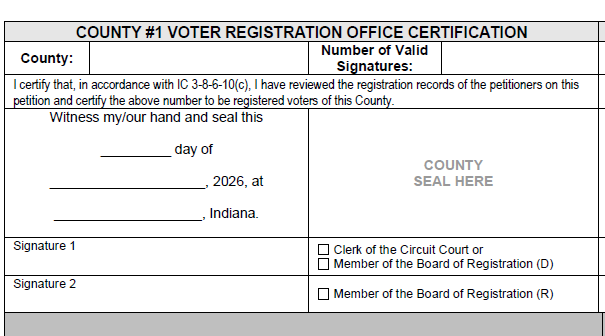 COUNTY #1 VOTER REGISTRATION OFFICE CERTIFICATION
County:
Number of Valid
Signatures:
I certify that, in accordance with IC 3-8-6-10(c), I have reviewed the registration records of the petitioners on this
petition and certify the above number to be registered voters of this County.
Witness my/our hand and seal this
_________ day of
____________________, 2026, at
___________________, Indiana.
COUNTY
SEAL HERE
Signature 1
☐ Clerk of the Circuit Court or
☐ Member of the Board of Registration (D)
Signature 2
☐ Member of the Board of Registration (R)